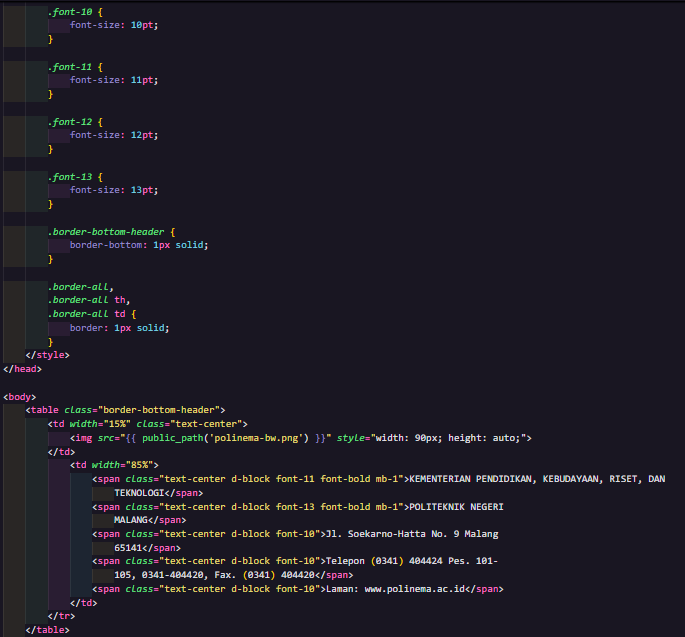 .font-10 {
font-size: 10pt;
}
.font-11 {
font-size: 11pt;
}
.font-12 {
font-size: 12pt;
}
.font-13 {
font-size: 13pt;
}
.border-bottom-header {
border-bottom: 1px solid;
}
.border-all,
.border-all th,
.border-all td {
border: 1px solid;
}
</style>
</head>
<body>
<table class="border-bottom-header">
<td width="15%" class="text-center">
<img src="{{ public_path('polinema-bw.png') }}" style="width: 90px; height: auto;">
</td>
<td width="85%">
<span class="text-center d-block font-11 font-bold mb-1">KEMENTERIAN PENDIDIKAN, KEBUDAYAAN, RISET, DAN
TEKNOLOGI</span>
<span class="text-center d-block font-13 font-bold mb-1">POLITEKNIK NEGERI
MALANG</span>
<span class="text-center d-block font-10">Jl. Soekarno-Hatta No. 9 Malang
65141</span>
<span class="text-center d-block font-10">Telepon (0341) 404424 Pes. 101-
105, 0341-404420, Fax. (0341) 404420</span>
<span class="text-center d-block font-10">Laman: www.polinema.ac.id</span>
</td>
</tr>
</table>